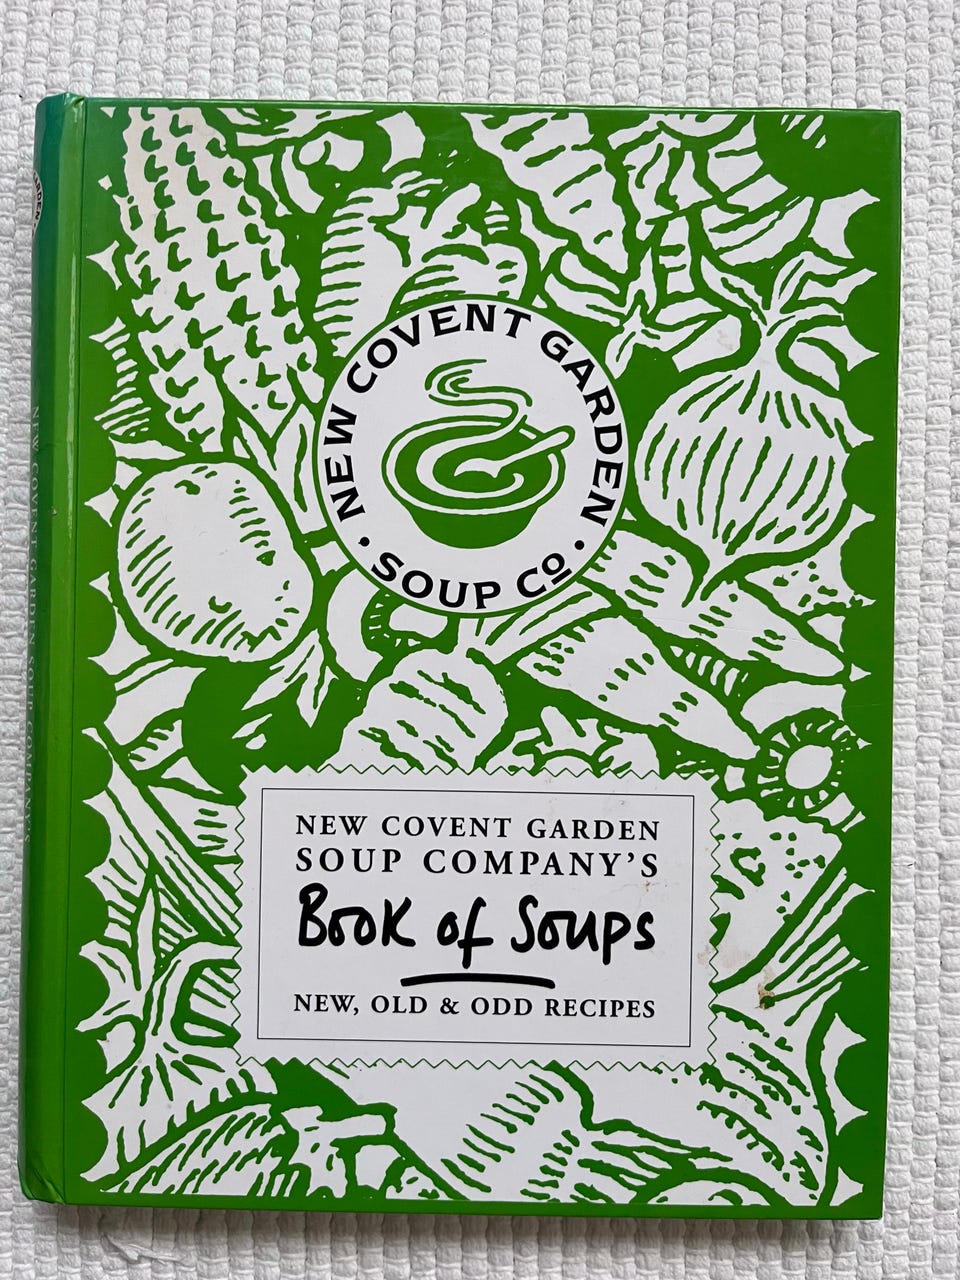 NEW COVENT GARDEN
• SOUP Cº •
NEW COVENT GARDEN
SOUP COMPANY'S
Book of Soups
NEW, OLD & ODD RECIPES
NEW COVENT GARDEN SOUP COMPANY'S